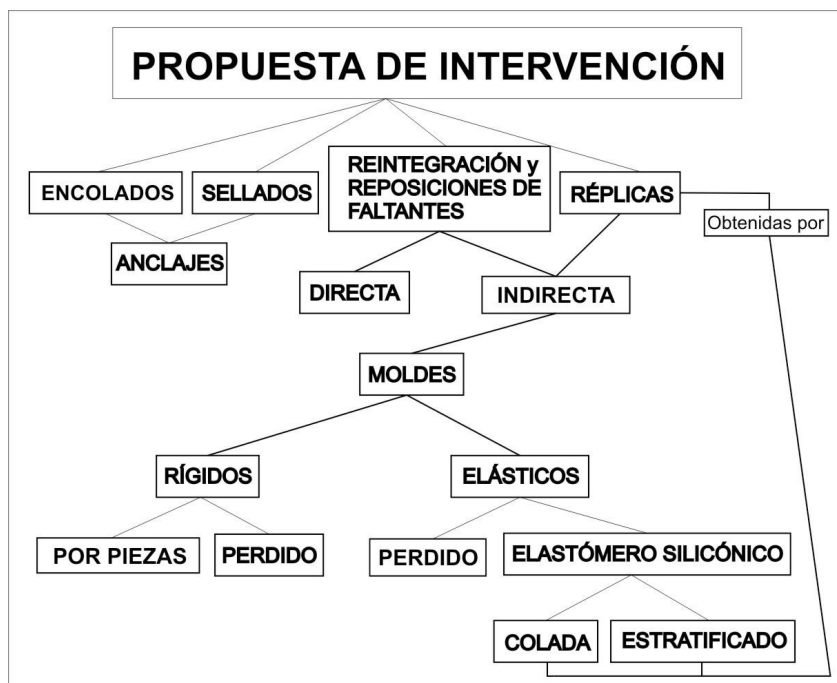 PROPUESTA DE INTERVENCIÓN
ENCOLADOS
SELLADOS
REINTEGRACIÓN y
REPOSICIONES DE
FALTANTES
RÉPLICAS
Obtenidas por
ANCLAJES
DIRECTA
INDIRECTA
MOLDES
RÍGIDOS
ELÁSTICOS
POR PIEZAS
PERDIDO
PERDIDO
ELASTÓMERO SILICÓNICO
COLADA
ESTRATIFICADO